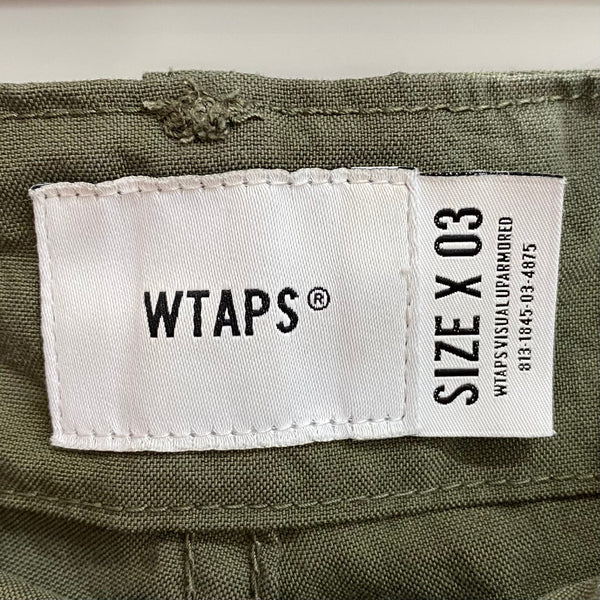 WTAPS®
SIZE X 03
WTAPS VISUAL UPARMORED
813-1845-03-4875